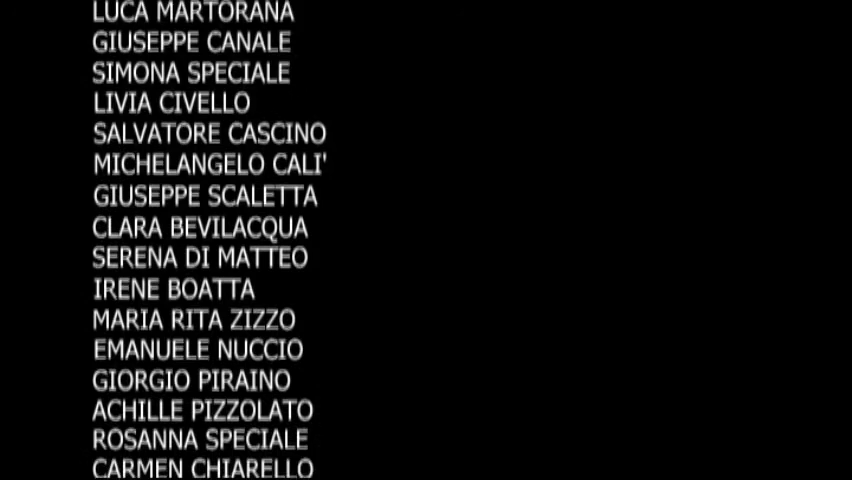 LUCA MARTORANA
GIUSEPPE CANALE
SIMONA SPECIALE
LIVIA CIVELLO
SALVATORE CASCINO
MICHELANGELO CALI'
GIUSEPPE SCALETTA
CLARA BEVILACQUA
SERENA DI MATTEO
IRENE BOATTA
MARIA RITA ZIZZO
EMANUELE NUCCIO
GIORGIO PIRAINO
ACHILLE PIZZOLATO
ROSANNA SPECIALE
CARMEN CHIARELLO